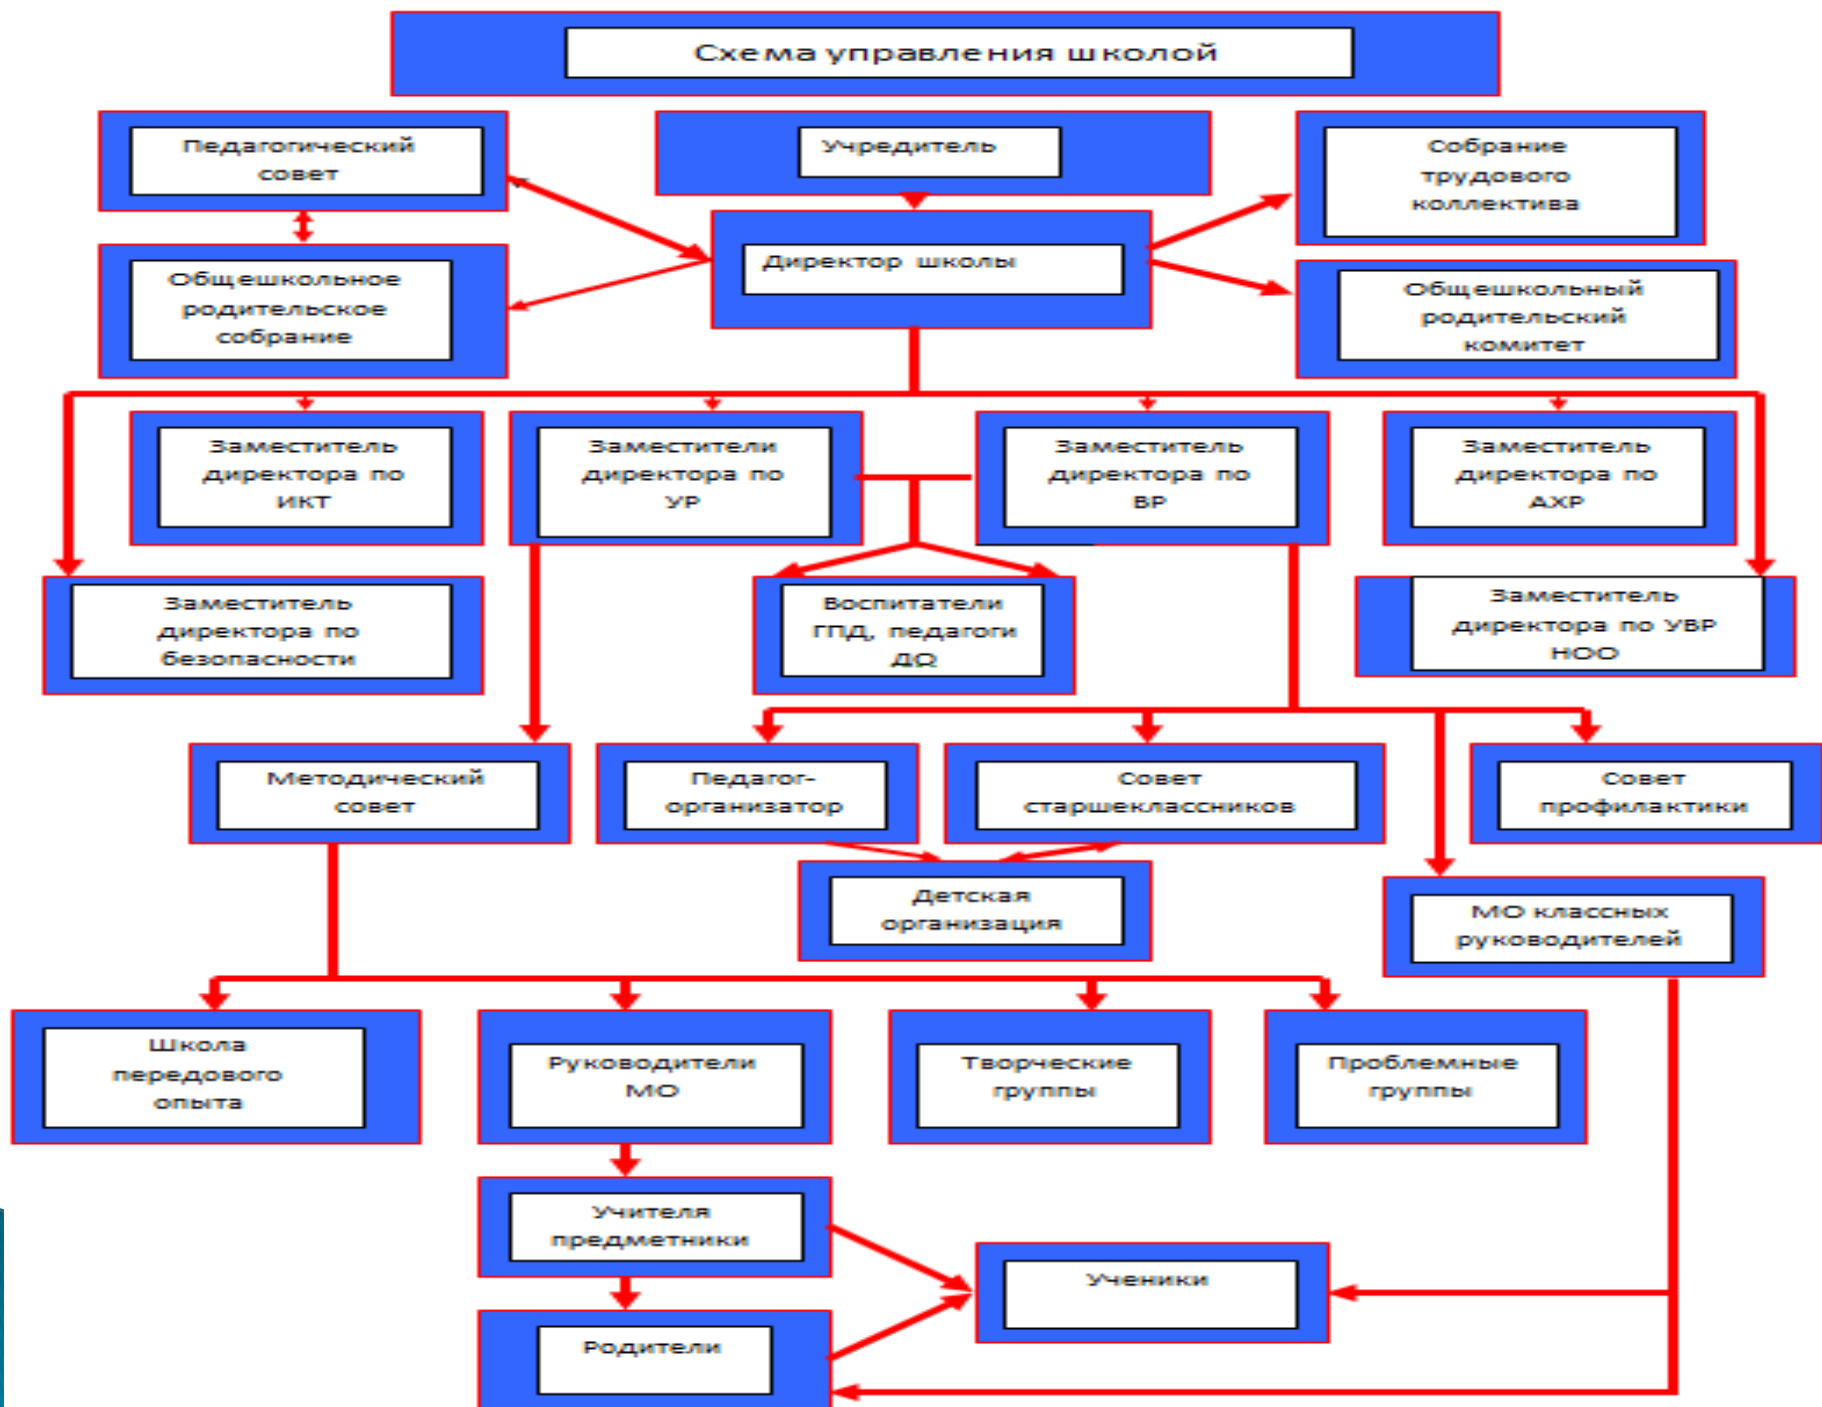 Схема управления школой
Педагогический
совет
Учредитель
Собрание
трудового
коллектива
Директор школы
Общешкольное
родительское
собрание
Общешкольный
родительский
комитет
Заместитель
директора по
ИКТ
Заместители
директора по
УР
Заместитель
директора по
ВР
Заместитель
директора по
АХР
Заместитель
директора по
безопасности
Воспитатели
ГПД, педагоги
ДО
Заместитель
директора по УВР
НОО
Методический
совет
Педагог-
организатор
Совет
старшеклассников
Совет
профилактики
Детская
организация
МО классных
руководителей
Школа
передового
опыта
Руководители
МО
Творческие
группы
Проблемные
группы
Учителя
предметники
Ученики
Родители